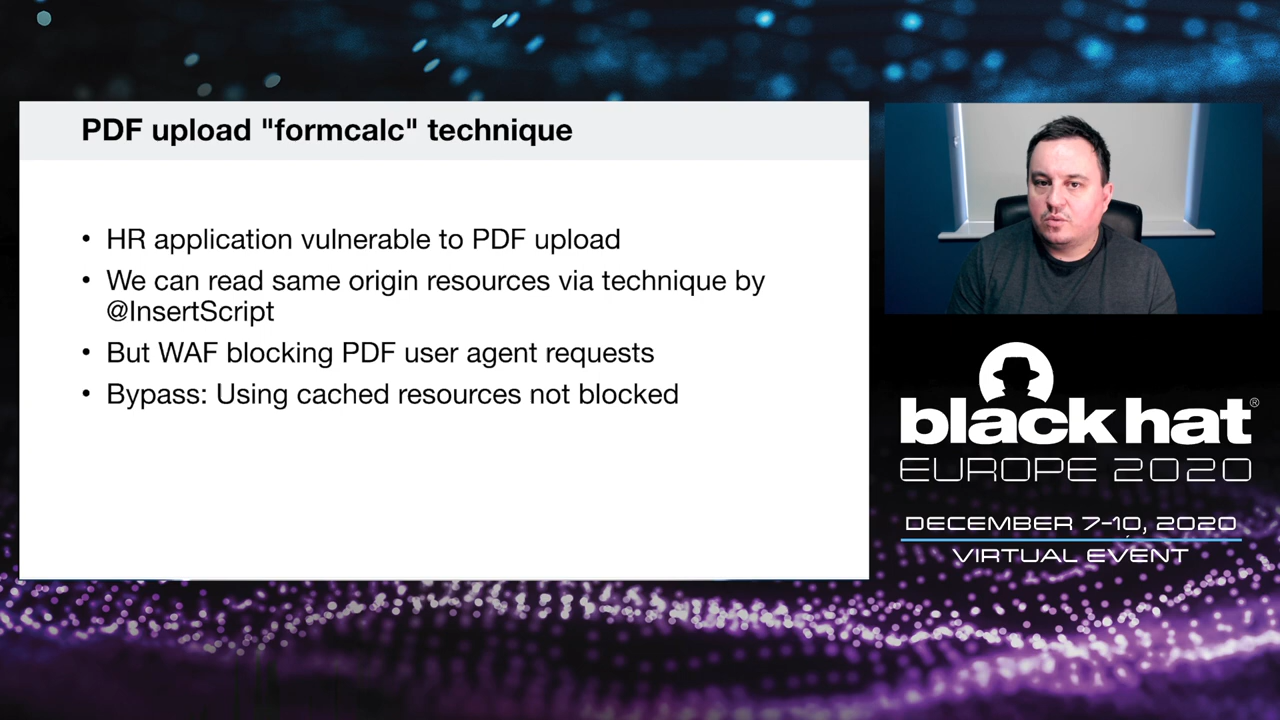 PDF upload "formcalc" technique
• HR application vulnerable to PDF upload
• We can read same origin resources via technique by
@InsertScript
• But WAF blocking PDF user agent requests
• Bypass: Using cached resources not blocked
black hat®
EUROPE 2020
DECEMBER 7-10, 2020
VIRTUAL EVENT